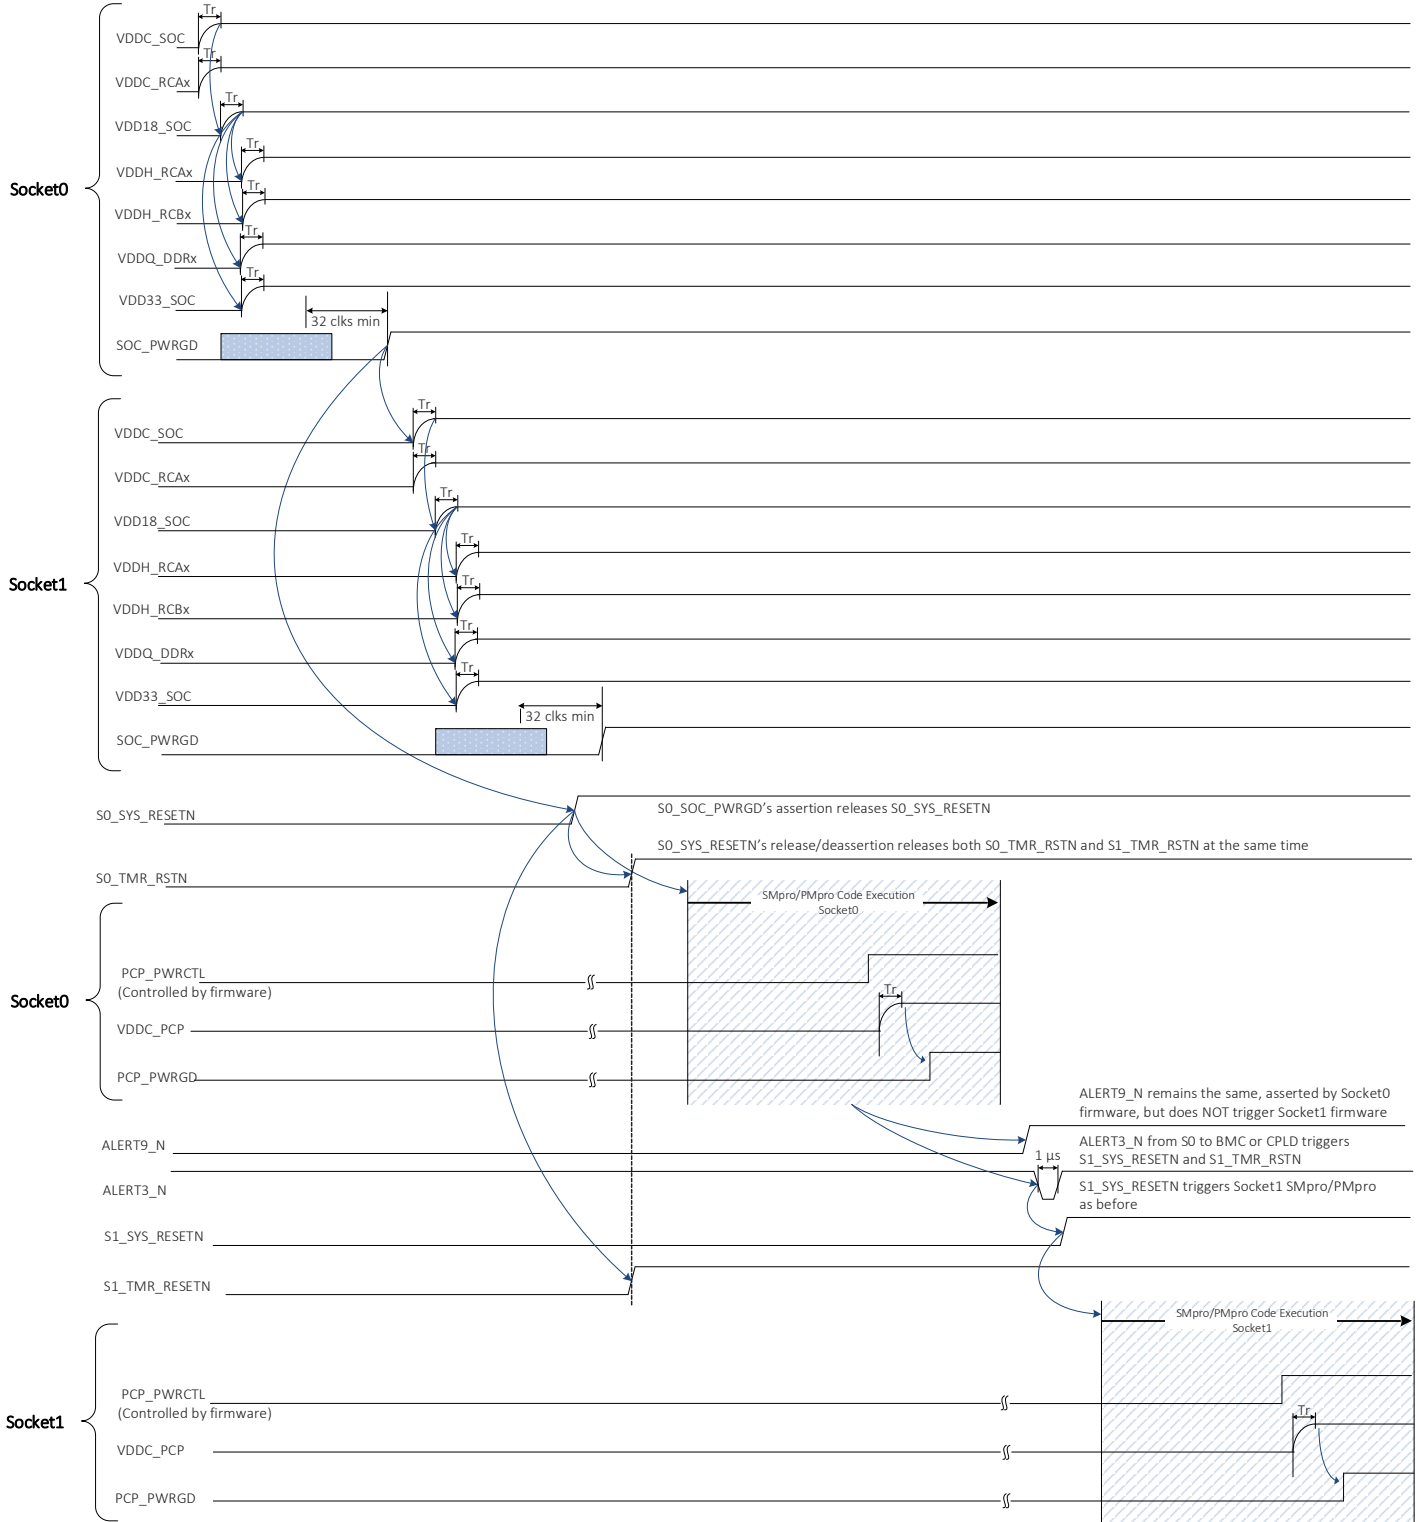 Tr
VDDC_SOC
Tr
VDDC_RCAx
Tr
VDD18_SOC
Tr
VDDH_RCAx
Tr
Socket0
VDDH_RCBx
Tr
VDDQ_DDRx
Tr
VDD33_SOC
32 clks min
SOC_PWRGD
Tr
VDDC_SOC
Tr
VDDC_RCAx
Tr
VDD18_SOC
Tr
VDDH_RCAx
Tr
Socket1
VDDH_RCBx
Tr
VDDQ_DDRx
Tr
VDD33_SOC
32 clks min
SOC_PWRGD
S0_SYS_RESETN
S0_SOC_PWRGD's assertion releases S0_SYS_RESETN
S0_SYS_RESETN's release/deassertion releases both S0_TMR_RSTN and S1_TMR_RSTN at the same time
S0_TMR_RSTN
SMpro/PMpro Code Execution
Socket0
PCP_PWRCTL
(Controlled by firmware)
Tr
Socket0
VDDC_PCP
PCP_PWRGD
ALERT9_N remains the same, asserted by Socket0
firmware, but does NOT trigger Socket1 firmware
ALERT9_N
ALERT3_N from S0 to BMC or CPLD triggers
S1_SYS_RESETN and S1_TMR_RSTN
1 µs
ALERT3_N
S1_SYS_RESETN triggers Socket1 SMpro/PMpro
as before
S1_SYS_RESETN
S1_TMR_RESETN
SMpro/PMpro Code Execution
Socket1
PCP_PWRCTL
(Controlled by firmware)
Tr
Socket1
VDDC_PCP
PCP_PWRGD